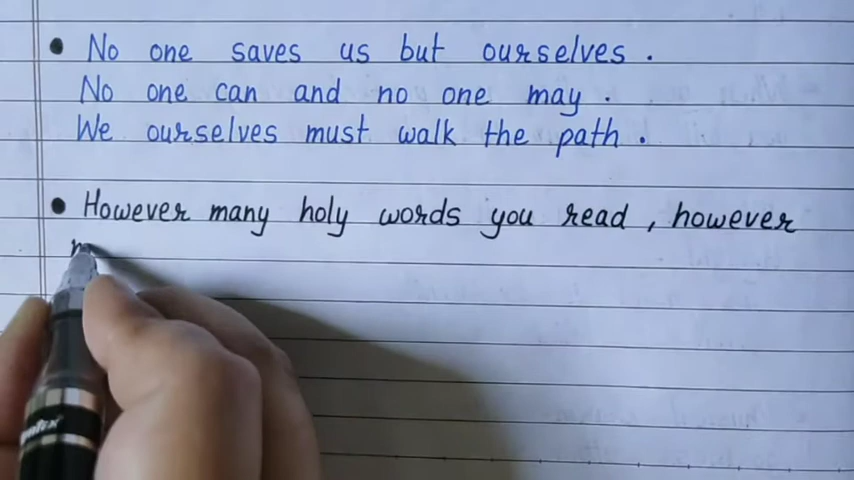 • No one saves us but ourselves.
No one can and no one may.
We ourselves must walk the path.
• However many holy words you read, however